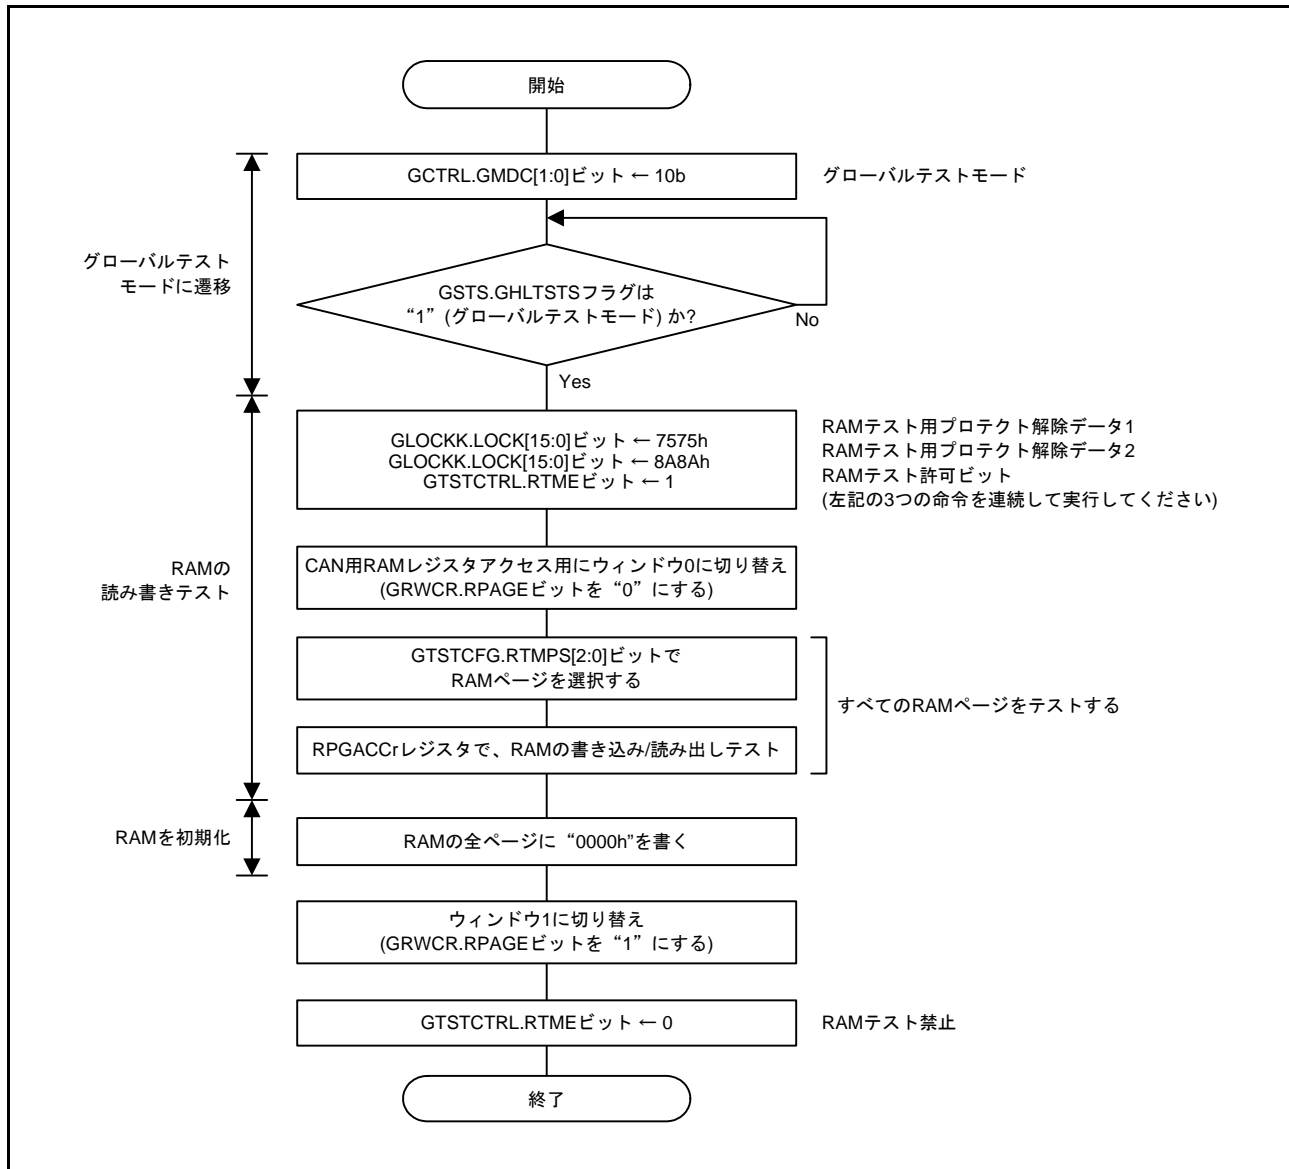 開始
GCTRL.GMDC[1:0]ビット ← 10b
グローバルテストモード
グローバルテスト
モードに遷移
GSTS.GHLTSTSフラグは
“1” (グローバルテストモード) か?
No
Yes
GLOCKK.LOCK[15:0]ビット ← 7575h
GLOCKK.LOCK[15:0]ビット ← 8A8Ah
GTSTCTRL.RTMEビット ← 1
RAMテスト用プロテクト解除データ1
RAMテスト用プロテクト解除データ2
RAMテスト許可ビット
(左記の3つの命令を連続して実行してください)
RAMの
読み書きテスト
CAN用RAMレジスタアクセス用にウィンドウ0に切り替え
(GRWCR.RPAGEビットを “0” にする)
GTSTCFG.RTMPS[2:0]ビットで
RAMページを選択する
すべてのRAMページをテストする
RPGACCrレジスタで、RAMの書き込み/読み出しテスト
RAMを初期化
RAMの全ページに “0000h”を書く
ウィンドウ1に切り替え
(GRWCR.RPAGEビットを “1” にする)
GTSTCTRL.RTMEビット ← 0
RAMテスト禁止
終了